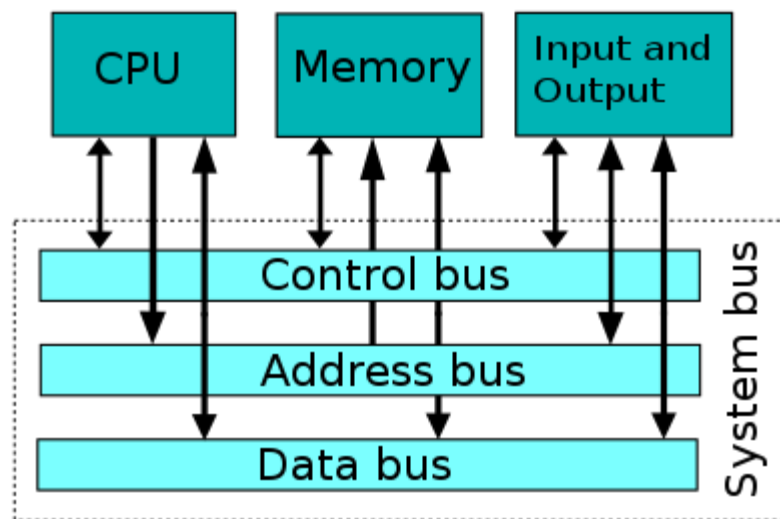 CPU
Memory
Input and
Output
Control bus
Address bus
Data bus
System bus